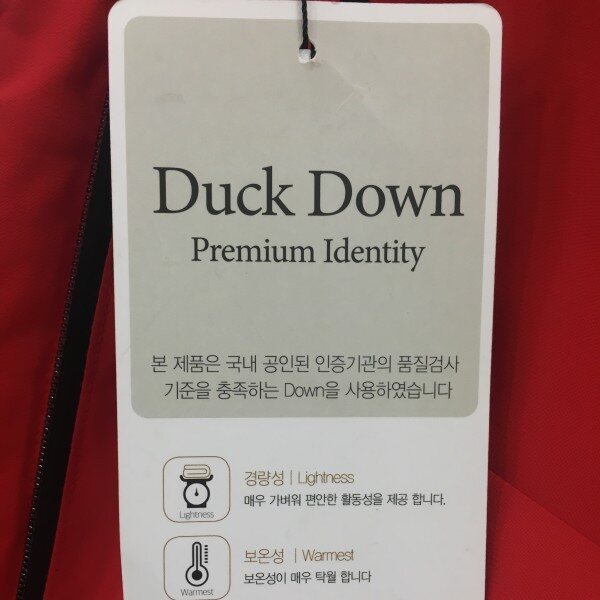 Duck Down
Premium Identity
본 제품은 국내 공인된 인증기관의 품질검사
기준을 충족하는 Down을 사용하였습니다
경량성 | Lightness
매우 가벼워 편안한 활동성을 제공 합니다.
Lightness
보온성 | Warmest
보온성이 매우 탁월 합니다
Warmest